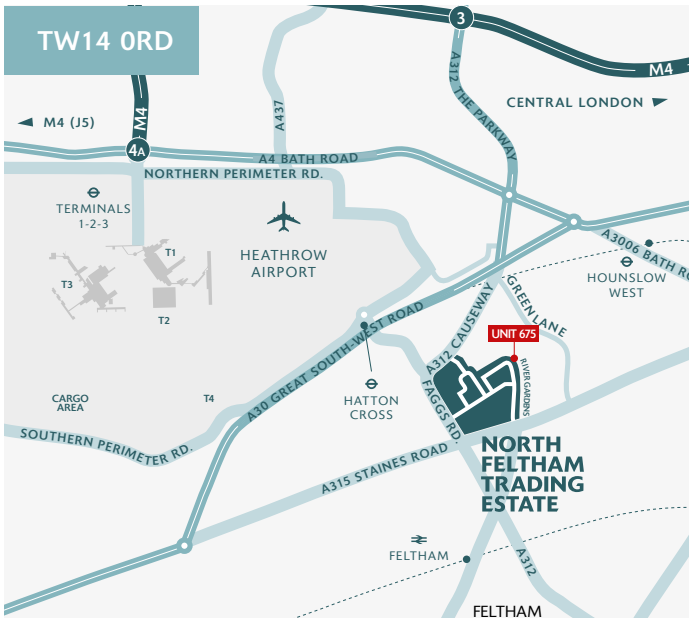 TW14 0RD
3
M4
M4 (J5)
M4
4A
A437
A312 THE PARKWAY
CENTRAL LONDON
A4 BATH ROAD
NORTHERN PERIMETER RD.
TERMINALS
1-2-3
HEATHROW
AIRPORT
T1
T3
T2
A3006 BATH RO
HOUNSLOW
WEST
GREEN LANE
UNIT 675
A312 CAUSEWAY
RIVER GARDENS
A30 GREAT SOUTH-WEST ROAD
HATTON
CROSS
FAGGS RD.
CARGO
AREA
T4
SOUTHERN PERIMETER RD.
A315 STAINES ROAD
NORTH
FELTHAM
TRADING
ESTATE
FELTHAM
A312
FELTHAM